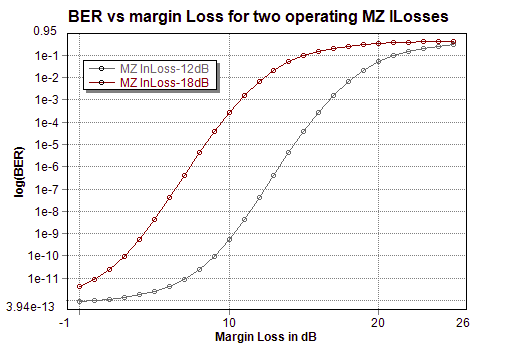 BER vs margin Loss for two operating MZ ILosses
0.95
1e-1
1e-2
1e-3
1e-4
1e-5
1e-6
1e-7
1e-8
1e-9
1e-10
1e-11
3.94e-13
log(BER)
MZ InLoss-12dB
MZ InLoss-18dB
-1 10 20 26
Margin Loss in dB